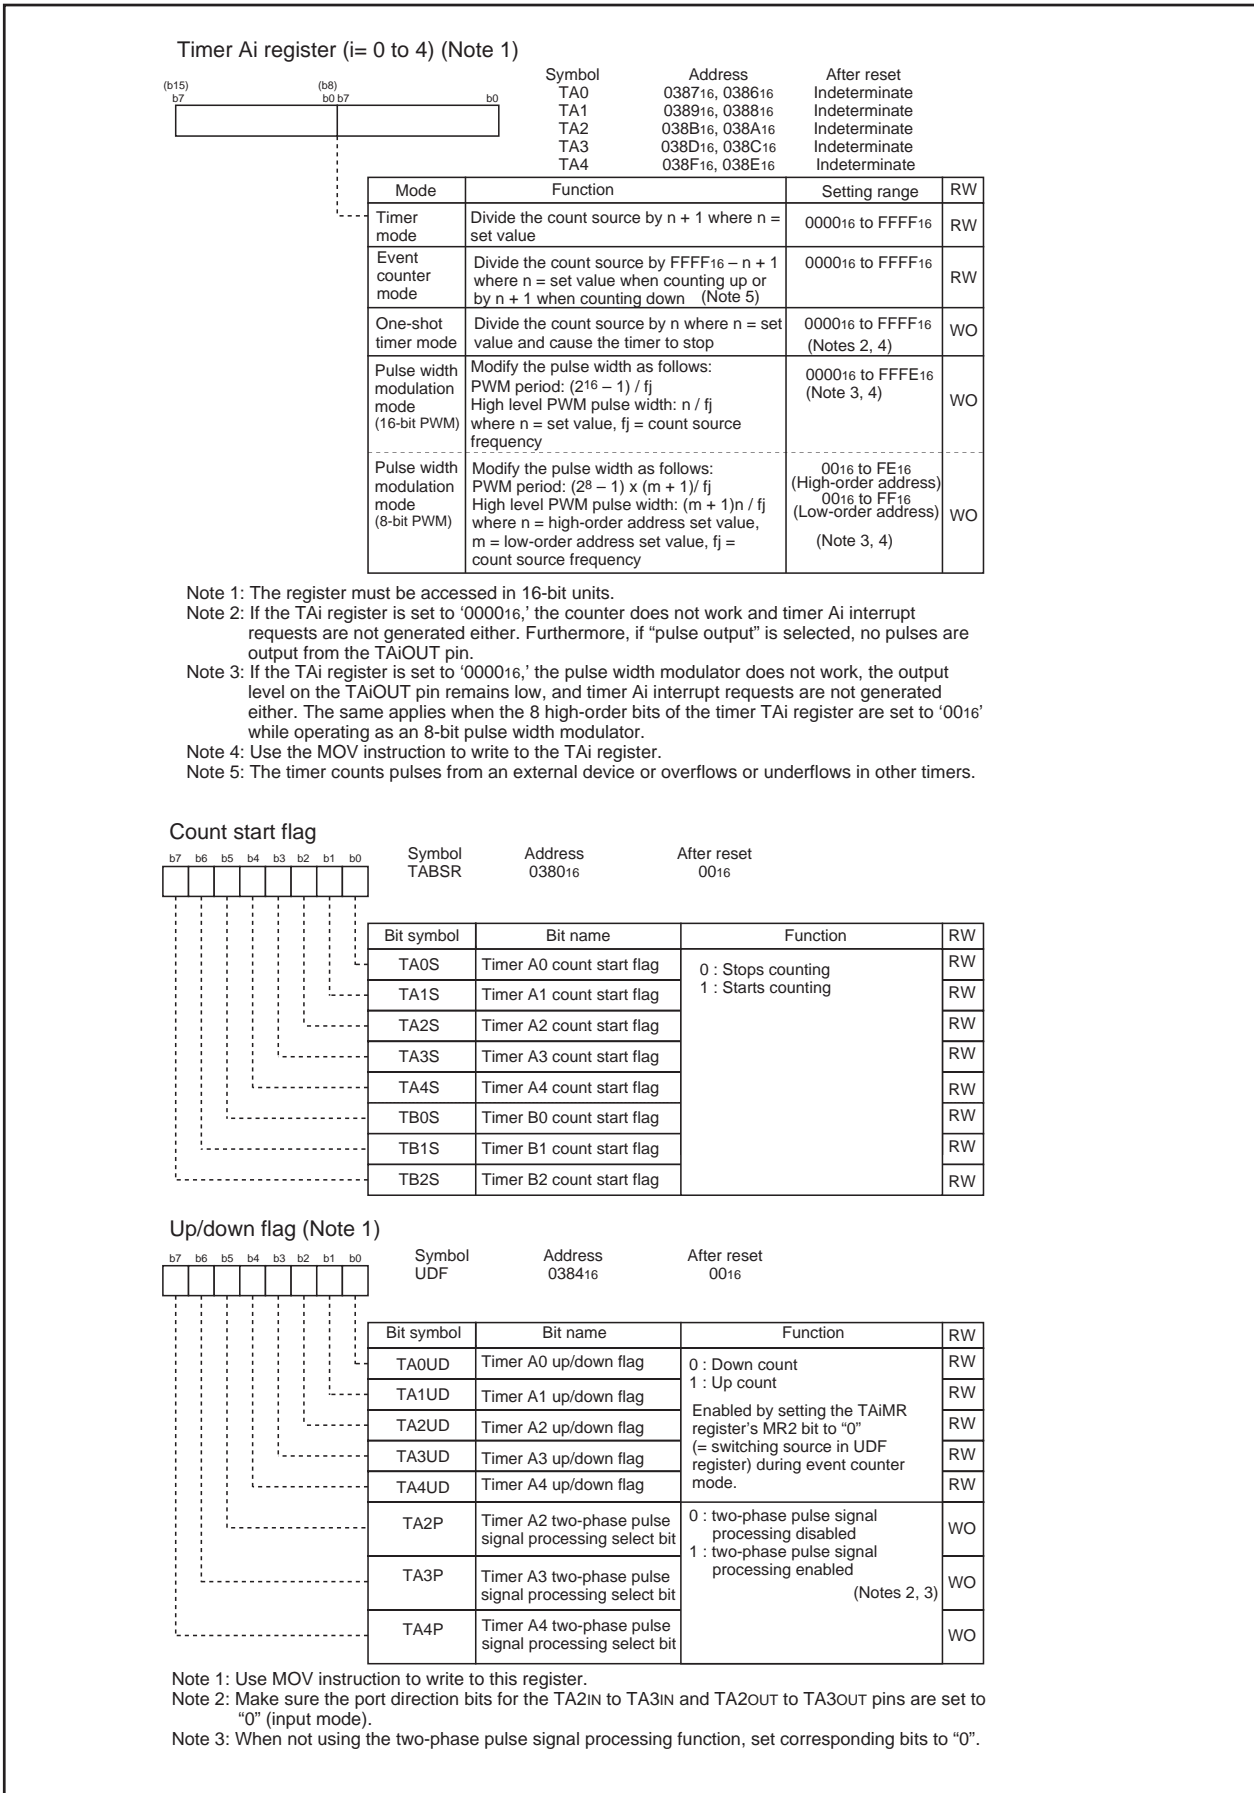 Timer Ai register (i= 0 to 4) (Note 1)
Symbol Address After reset
TA0 038716, 038616 Indeterminate
TA1 038916, 038816 Indeterminate
TA2 038B16, 038A16 Indeterminate
TA3 038D16, 038C16 Indeterminate
TA4 038F16, 038E16 Indeterminate
(b15) (b8)
b7 b0 b7 b0
Mode Function Setting range RW
Timer mode
Divide the count source by n + 1 where n =
set value
000016 to FFFF16
RW
Event
counter
mode
Divide the count source by FFFF16 – n + 1
where n = set value when counting up or
by n + 1 when counting down (Note 5)
000016 to FFFF16
RW
One-shot
timer mode
Divide the count source by n where n = set
value and cause the timer to stop
000016 to FFFF16
(Notes 2, 4)
WO
Pulse width
modulation
mode
(16-bit PWM)
Modify the pulse width as follows:
PWM period: (216 – 1) / fj
High level PWM pulse width: n / fj
where n = set value, fj = count source
frequency
000016 to FFFE16
(Note 3, 4)
WO
Pulse width
modulation
mode
(8-bit PWM)
Modify the pulse width as follows:
PWM period: (28 – 1) x (m + 1)/ fj
High level PWM pulse width: (m + 1)n / fj
where n = high-order address set value,
m = low-order address set value, fj =
count source frequency
0016 to FE16
(High-order address)
0016 to FF16
(Low-order address)
(Note 3, 4)
WO
Note 1: The register must be accessed in 16-bit units.
Note 2: If the TAi register is set to ‘000016,’ the counter does not work and timer Ai interrupt
requests are not generated either. Furthermore, if “pulse output” is selected, no pulses are
output from the TAiOUT pin.
Note 3: If the TAi register is set to ‘000016,’ the pulse width modulator does not work, the output
level on the TAiOUT pin remains low, and timer Ai interrupt requests are not generated
either. The same applies when the 8 high-order bits of the timer TAi register are set to ‘0016’
while operating as an 8-bit pulse width modulator.
Note 4: Use the MOV instruction to write to the TAi register.
Note 5: The timer counts pulses from an external device or overflows or underflows in other timers.
Count start flag
b7 b6 b5 b4 b3 b2 b1 b0
Symbol Address After reset
TABSR 038016 0016
Bit symbol Bit name Function RW
TA0S Timer A0 count start flag RW
0 : Stops counting
1 : Starts counting
TA1S Timer A1 count start flag RW
TA2S Timer A2 count start flag RW
TA3S Timer A3 count start flag RW
TA4S Timer A4 count start flag RW
TB0S Timer B0 count start flag RW
TB1S Timer B1 count start flag RW
TB2S Timer B2 count start flag RW
Up/down flag (Note 1)
b7 b6 b5 b4 b3 b2 b1 b0
Symbol Address After reset
UDF 038416 0016
Bit symbol Bit name Function RW
TA0UD Timer A0 up/down flag RW
TA1UD Timer A1 up/down flag RW
TA2UD Timer A2 up/down flag RW
TA3UD Timer A3 up/down flag RW
TA4UD Timer A4 up/down flag RW
0 : Down count
1 : Up count
Enabled by setting the TAiMR
register’s MR2 bit to “0”
(= switching source in UDF
register) during event counter
mode.
TA2P
Timer A2 two-phase pulse
signal processing select bit
WO
TA3P
Timer A3 two-phase pulse
signal processing select bit
WO
TA4P
Timer A4 two-phase pulse
signal processing select bit
WO
0 : two-phase pulse signal
processing disabled
1 : two-phase pulse signal
processing enabled
(Notes 2, 3)
Note 1: Use MOV instruction to write to this register.
Note 2: Make sure the port direction bits for the TA2IN to TA3IN and TA2OUT to TA3OUT pins are set to
“0” (input mode).
Note 3: When not using the two-phase pulse signal processing function, set corresponding bits to “0”.